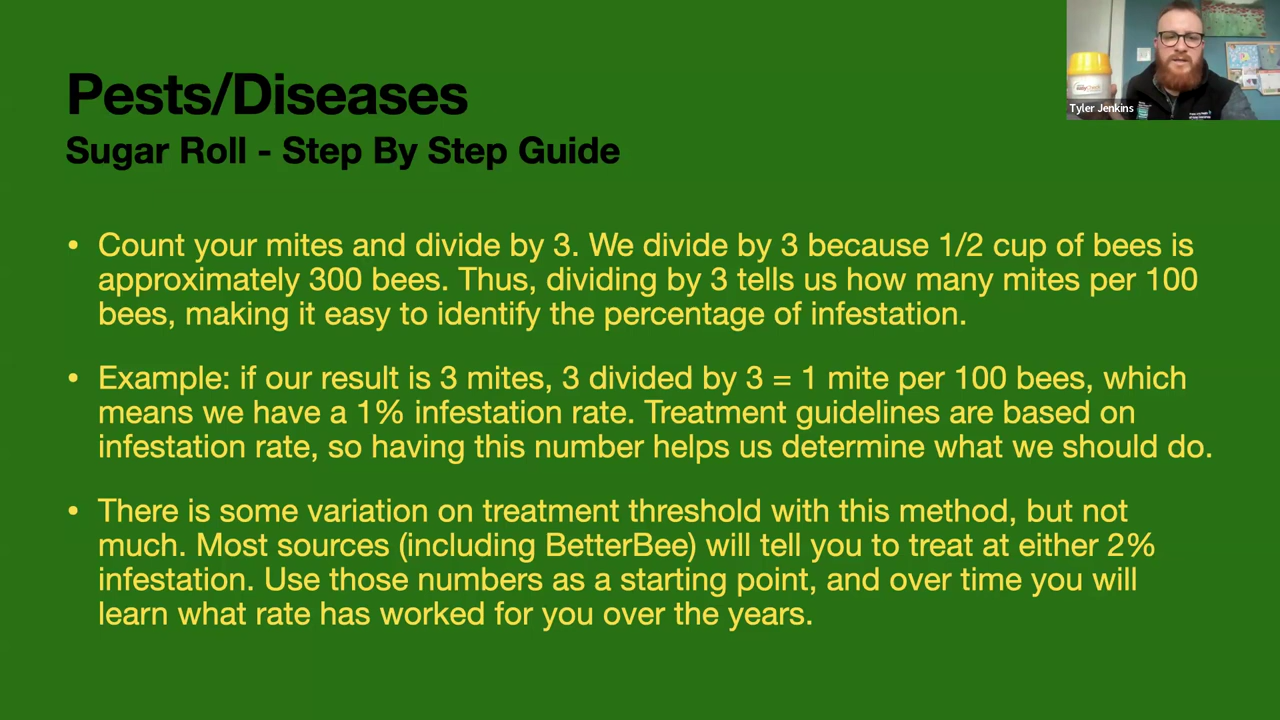 Pests/Diseases
Sugar Roll - Step By Step Guide
Tyler Jenkins
• Count your mites and divide by 3. We divide by 3 because 1/2 cup of bees is
approximately 300 bees. Thus, dividing by 3 tells us how many mites per 100
bees, making it easy to identify the percentage of infestation.
• Example: if our result is 3 mites, 3 divided by 3 = 1 mite per 100 bees, which
means we have a 1% infestation rate. Treatment guidelines are based on
infestation rate, so having this number helps us determine what we should do.
• There is some variation on treatment threshold with this method, but not
much. Most sources (including BetterBee) will tell you to treat at either 2%
infestation. Use those numbers as a starting point, and over time you will
learn what rate has worked for you over the years.